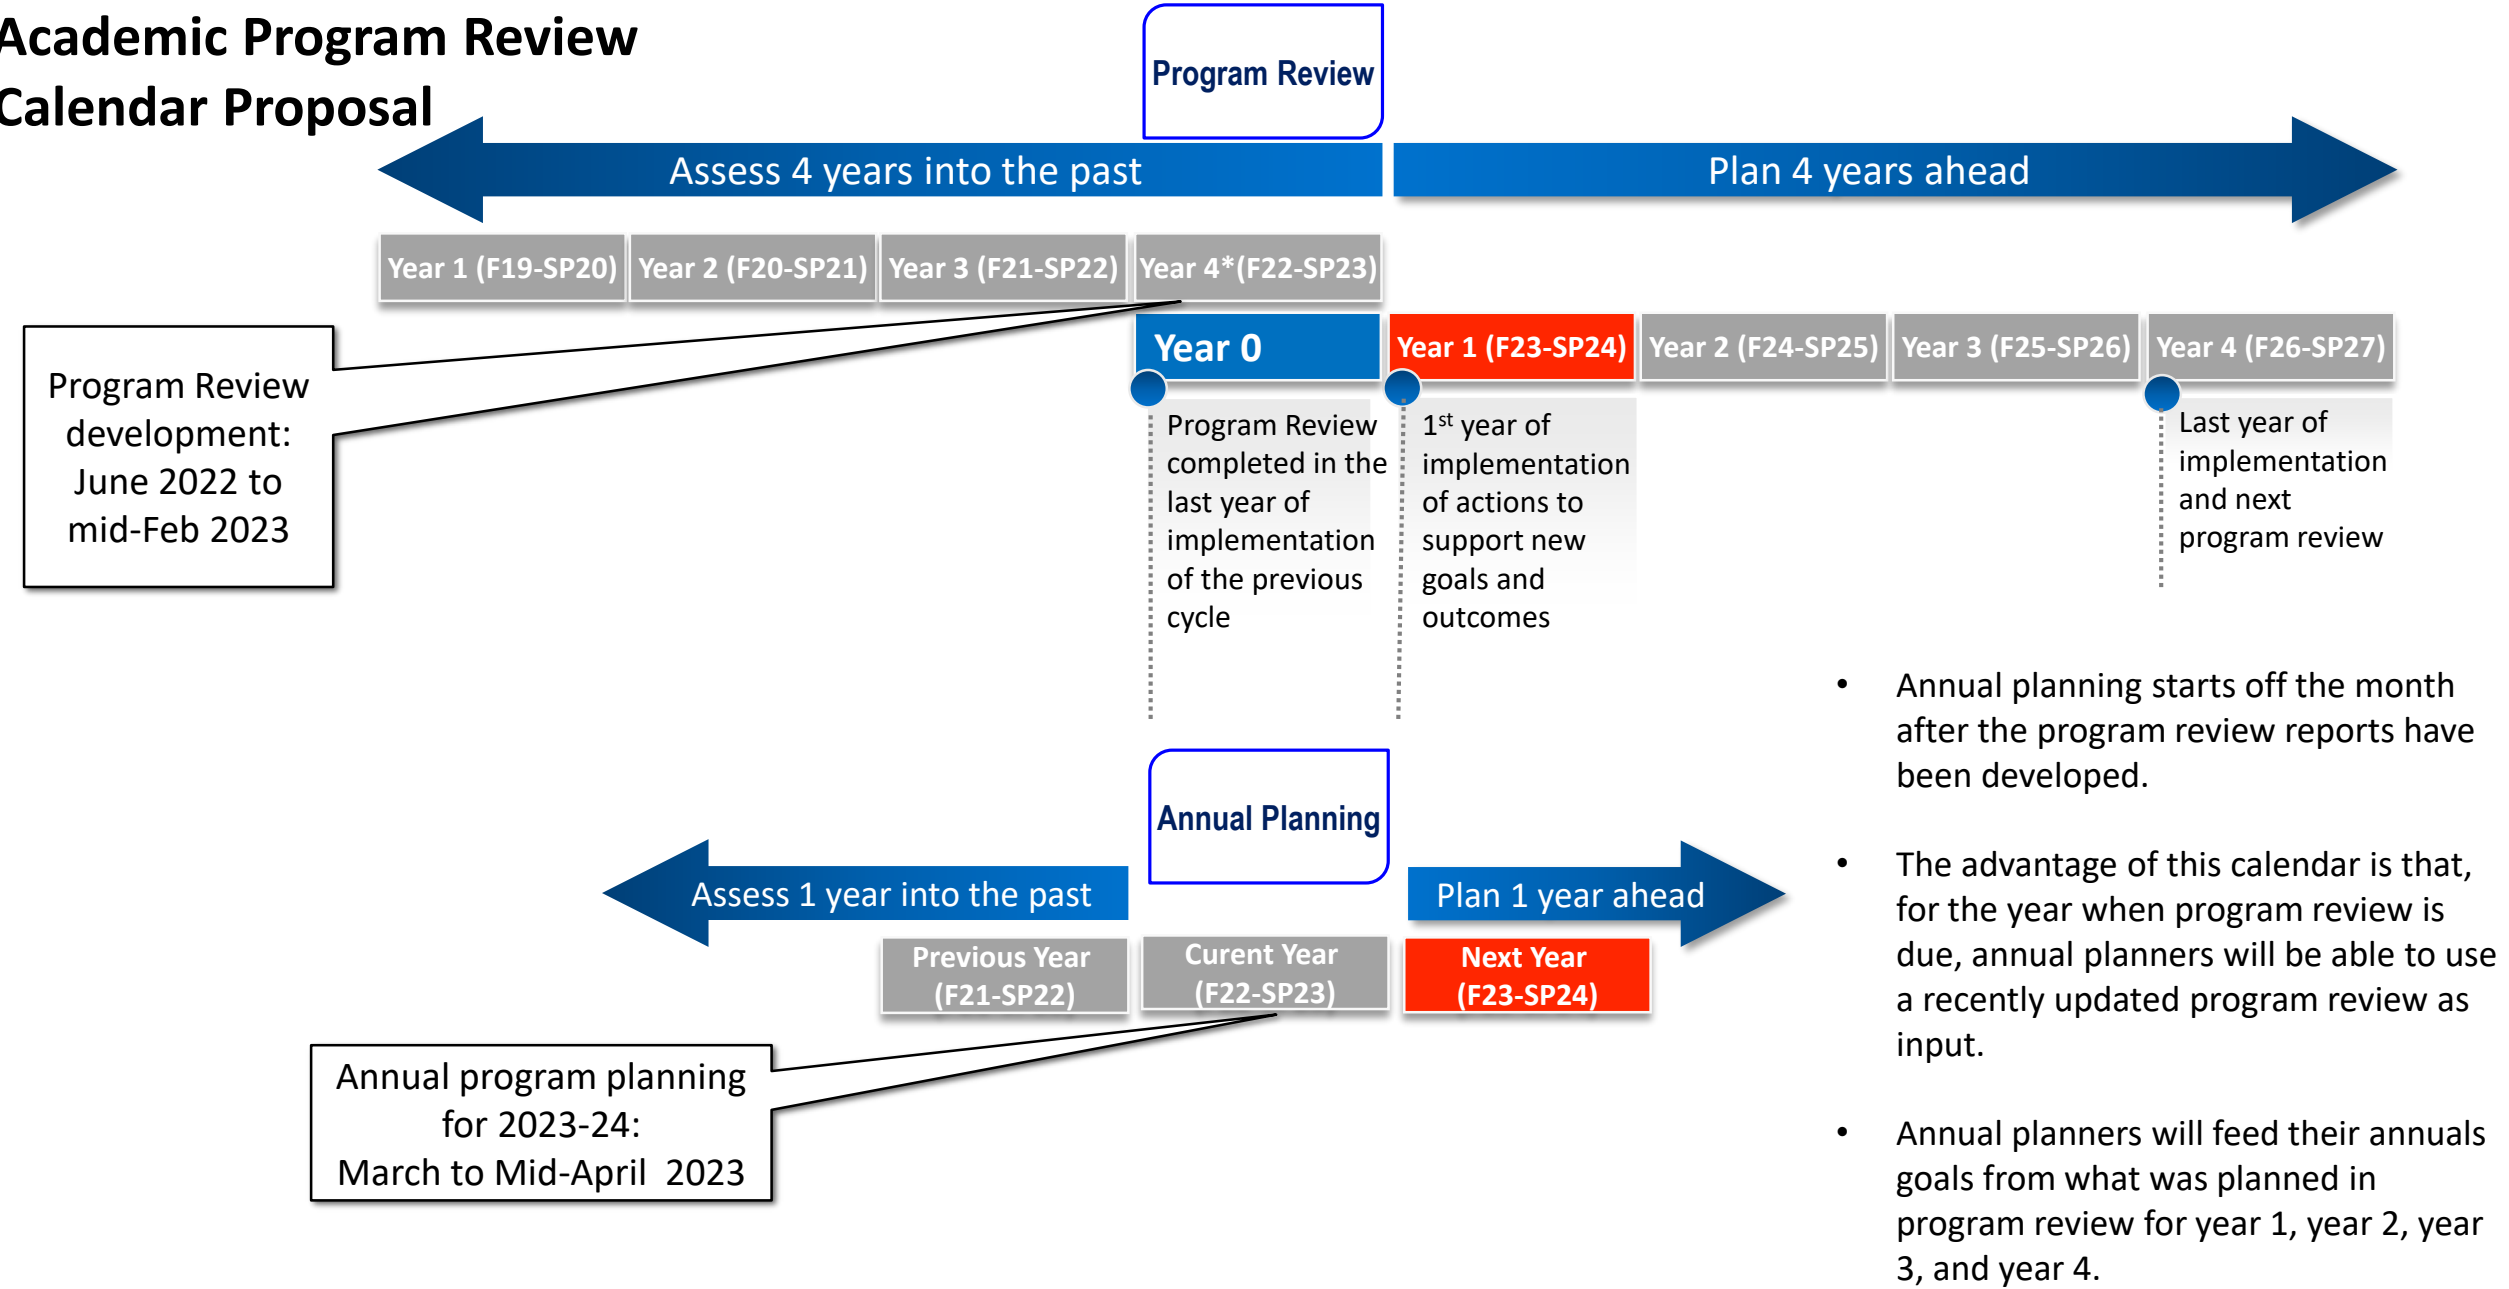 Academic Program Review
Calendar Proposal
Program Review
Assess 4 years into the past
Plan 4 years ahead
Year 1 (F19-SP20)
Year 2 (F20-SP21)
Year 3 (F21-SP22)
Year 4*(F22-SP23)
Year 0
Year 1 (F23-SP24)
Year 2 (F24-SP25)
Year 3 (F25-SP26)
Year 4 (F26-SP27)
Program Review
development:
June 2022 to
mid-Feb 2023
Program Review
completed in the
last year of
implementation
of the previous
cycle
1st year of
implementation
of actions to
support new
goals and
outcomes
Last year of
implementation
and next
program review
Annual Planning
Assess 1 year into the past
Plan 1 year ahead
Previous Year
(F21-SP22)
Curent Year
(F22-SP23)
Next Year
(F23-SP24)
Annual program planning
for 2023-24:
March to Mid-April 2023
• Annual planning starts off the month
after the program review reports have
been developed.
• The advantage of this calendar is that,
for the year when program review is
due, annual planners will be able to use
a recently updated program review as
input.
• Annual planners will feed their annuals
goals from what was planned in
program review for year 1, year 2, year
3, and year 4.